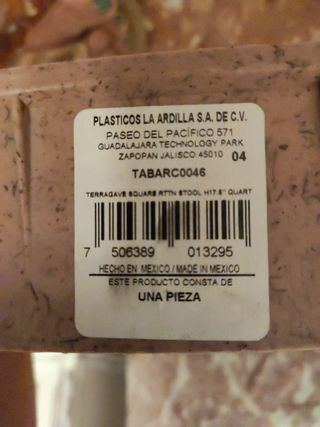 PLASTICOS LA ARDILLA S.A. DE C.V.
PASEO DEL PACÍFICO 571
GUADALAJARA TECHNOLOGY PARK
ZAPOPAN JALISCO 45010 04
TABARC0046
TERRAGAVE SQUARE RTTN STOOL H17.5" QUART
7 506389 013295
HECHO EN MEXICO / MADE IN MEXICO
ESTE PRODUCTO CONSTA DE
UNA PIEZA